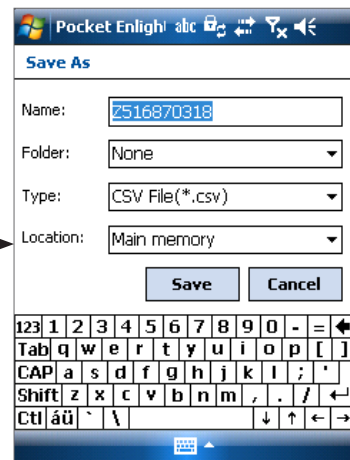 Pocket Enligh abc
Save As
Name: Z516870318
Folder: None
Type: CSV File(*.csv)
Location: Main memory
Save Cancel
123 1 2 3 4 5 6 7 8 9 0 - =
Tab q w e r t y u i o p [ ]
CAP a s d f g h j k l ; '
Shift z x c v b n m , . /
Ctl áü ` \